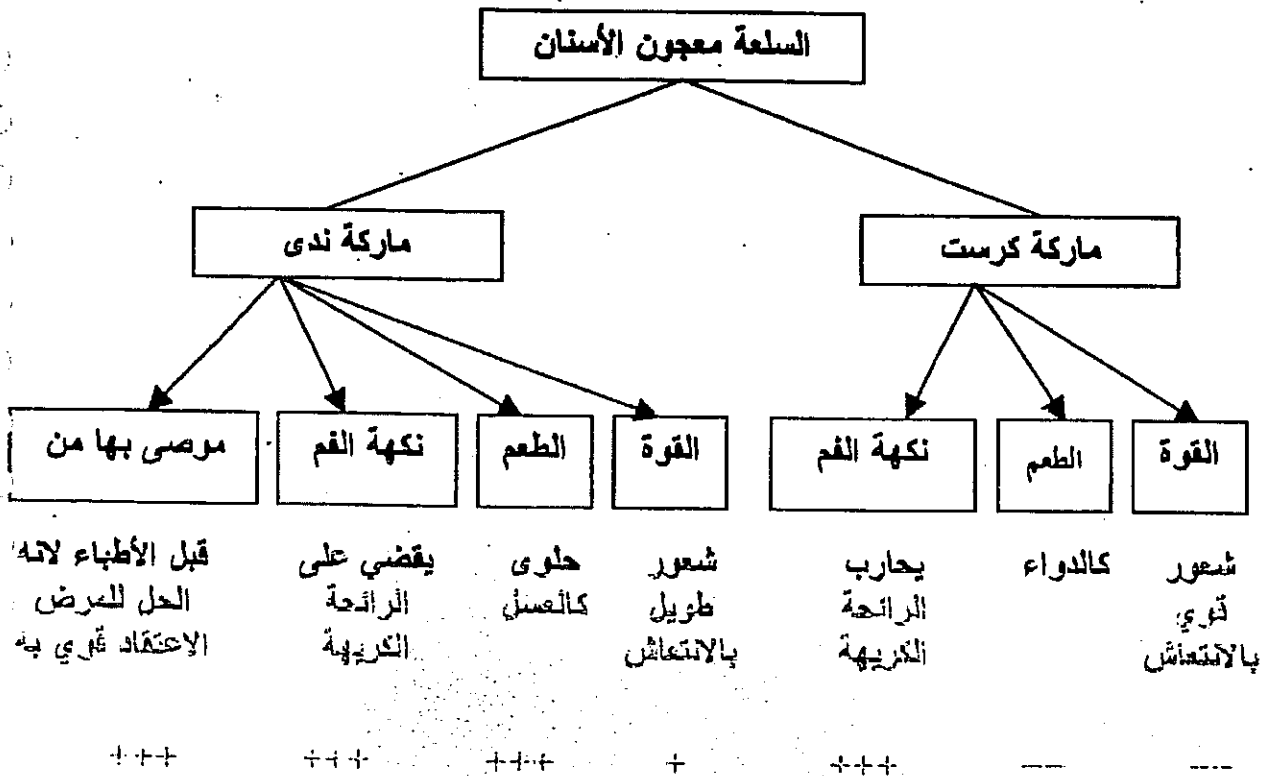 السلعة معجون الأسنان
ماركة كرست
ماركة ندى
القوة
الطعم
نكهة الفم
القوة
الطعم
نكهة الفم
موصى بها من
شعور
قوي
بالانتعاش
كالدواء
يحارب
الرائحة
الكريهة
شعور
طويل
بالانتعاش
حلوى
كالعسل
يقضي على
الرائحة
الكريهة
قبل الأطباء لانه
الحل للمرض
الاعتقاد قوي به
--
--
+++
+
+++
+++
+++